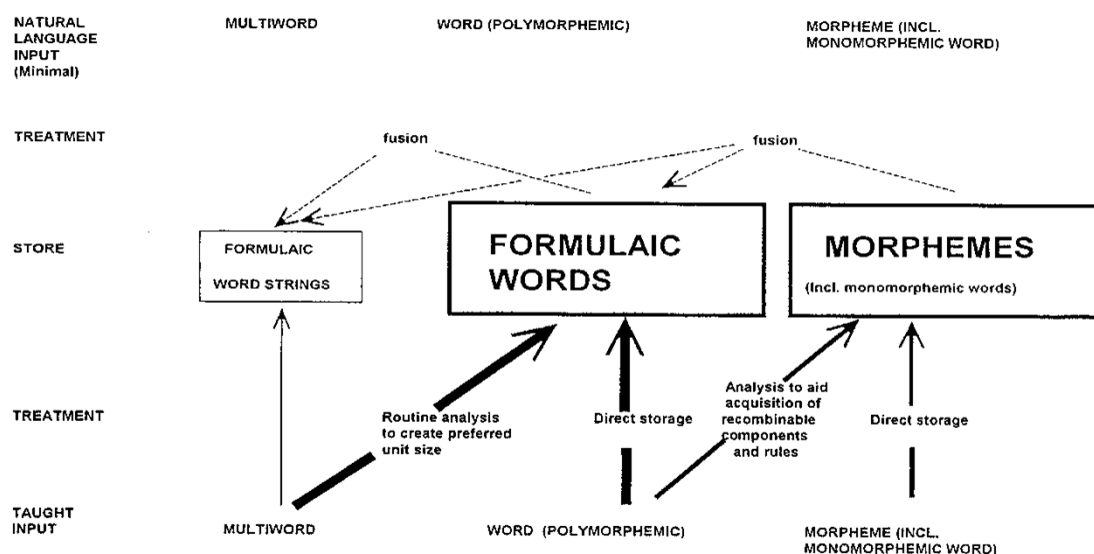 NATURAL
LANGUAGE
INPUT
(Minimal)
MULTIWORD
WORD (POLYMORPHEMIC)
MORPHEME (INCL.
MONOMORPHEMIC WORD)
TREATMENT
fusion
fusion
STORE
FORMULAIC
WORD STRINGS
FORMULAIC
WORDS
MORPHEMES
(Incl. monomorphemic words)
TREATMENT
Routine analysis
to create preferred
unit size
Direct storage
Analysis to aid
acquisition of
recombinable
components
and rules
Direct storage
TAUGHT
INPUT
MULTIWORD
WORD (POLYMORPHEMIC)
MORPHEME (INCL.
MONOMORPHEMIC WORD)